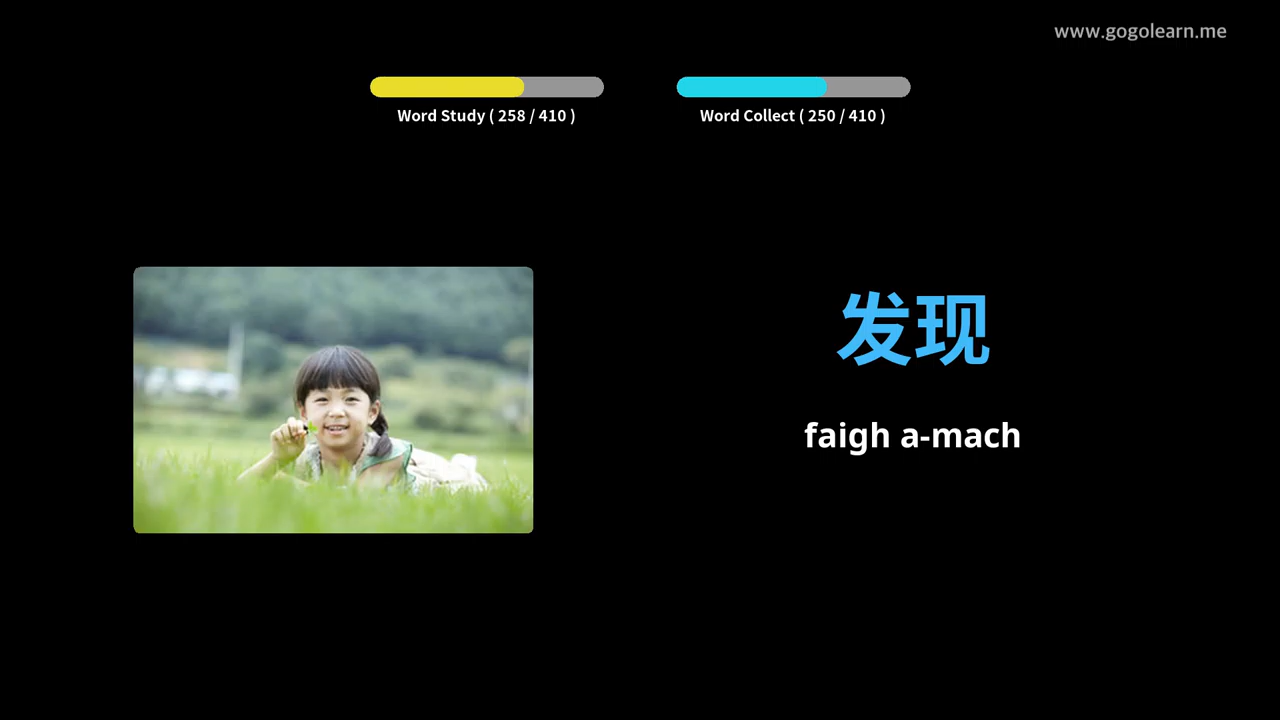 www.gogolearn.me
Word Study ( 258 / 410 )
Word Collect ( 250 / 410 )
发现
faigh a-mach